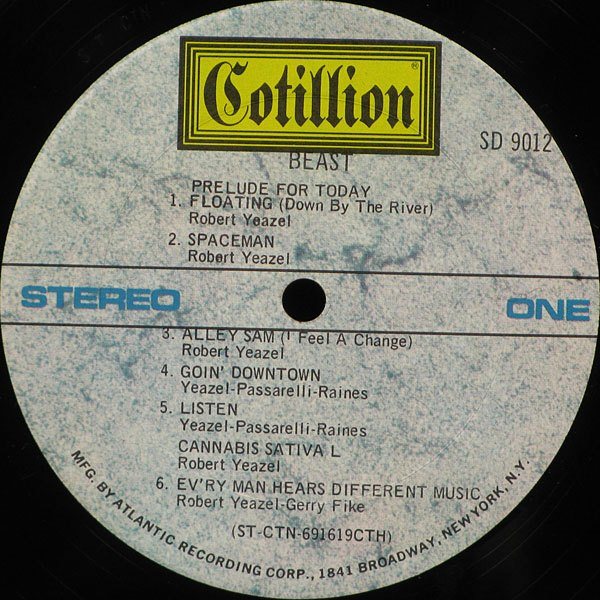 Cotillion®
SD 9012
BEAST
PRELUDE FOR TODAY
1. FLOATING (Down By The River)
Robert Yeazel
2. SPACEMAN
Robert Yeazel
STEREO
ONE
3. ALLEY SAM (I Feel A Change)
Robert Yeazel
4. GOIN' DOWNTOWN
Yeazel-Passarelli-Raines
5. LISTEN
Yeazel-Passarelli-Raines
CANNABIS SATIVA L
Robert Yeazel
6. EV'RY MAN HEARS DIFFERENT MUSIC
Robert Yeazel-Gerry Fike
(ST-CTN-691619CTH)
MFG. BY ATLANTIC RECORDING CORP., 1841 BROADWAY, NEW YORK, N.Y.